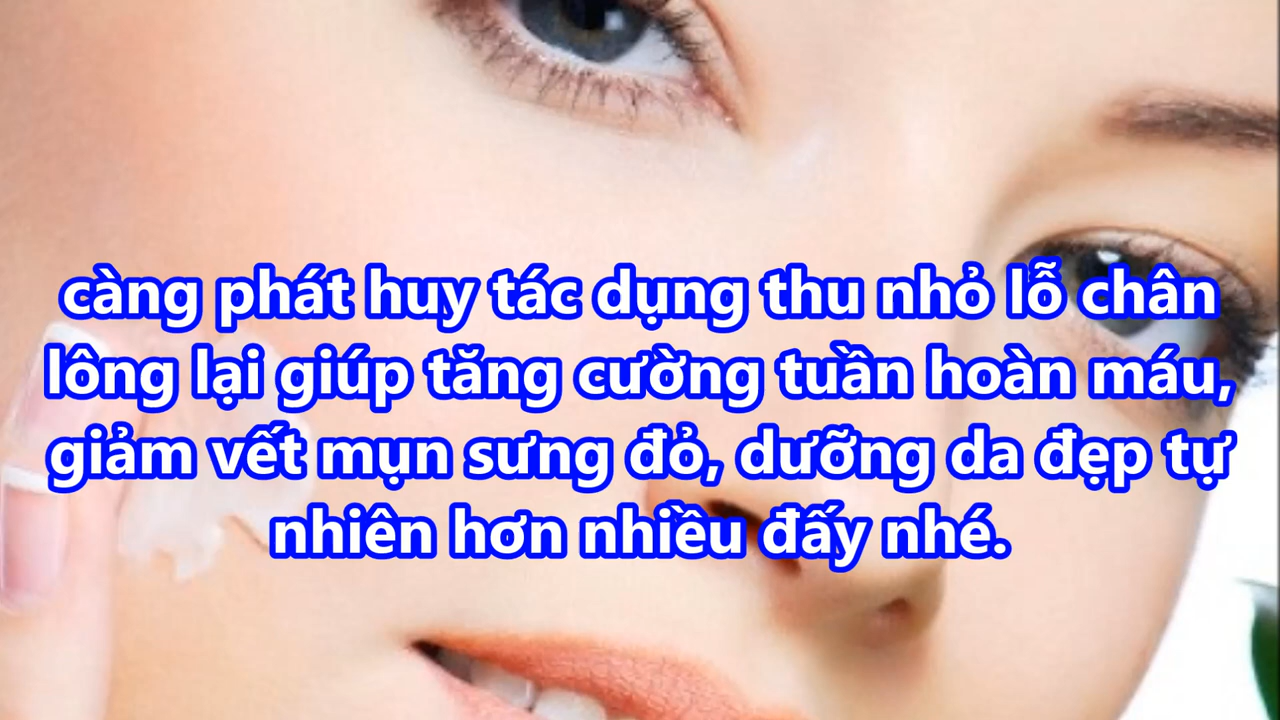 càng phát huy tác dụng thu nhỏ lỗ chân
lông lại giúp tăng cường tuần hoàn máu,
giảm vết mụn sưng đỏ, dưỡng da đẹp tự
nhiên hơn nhiều đấy nhé.